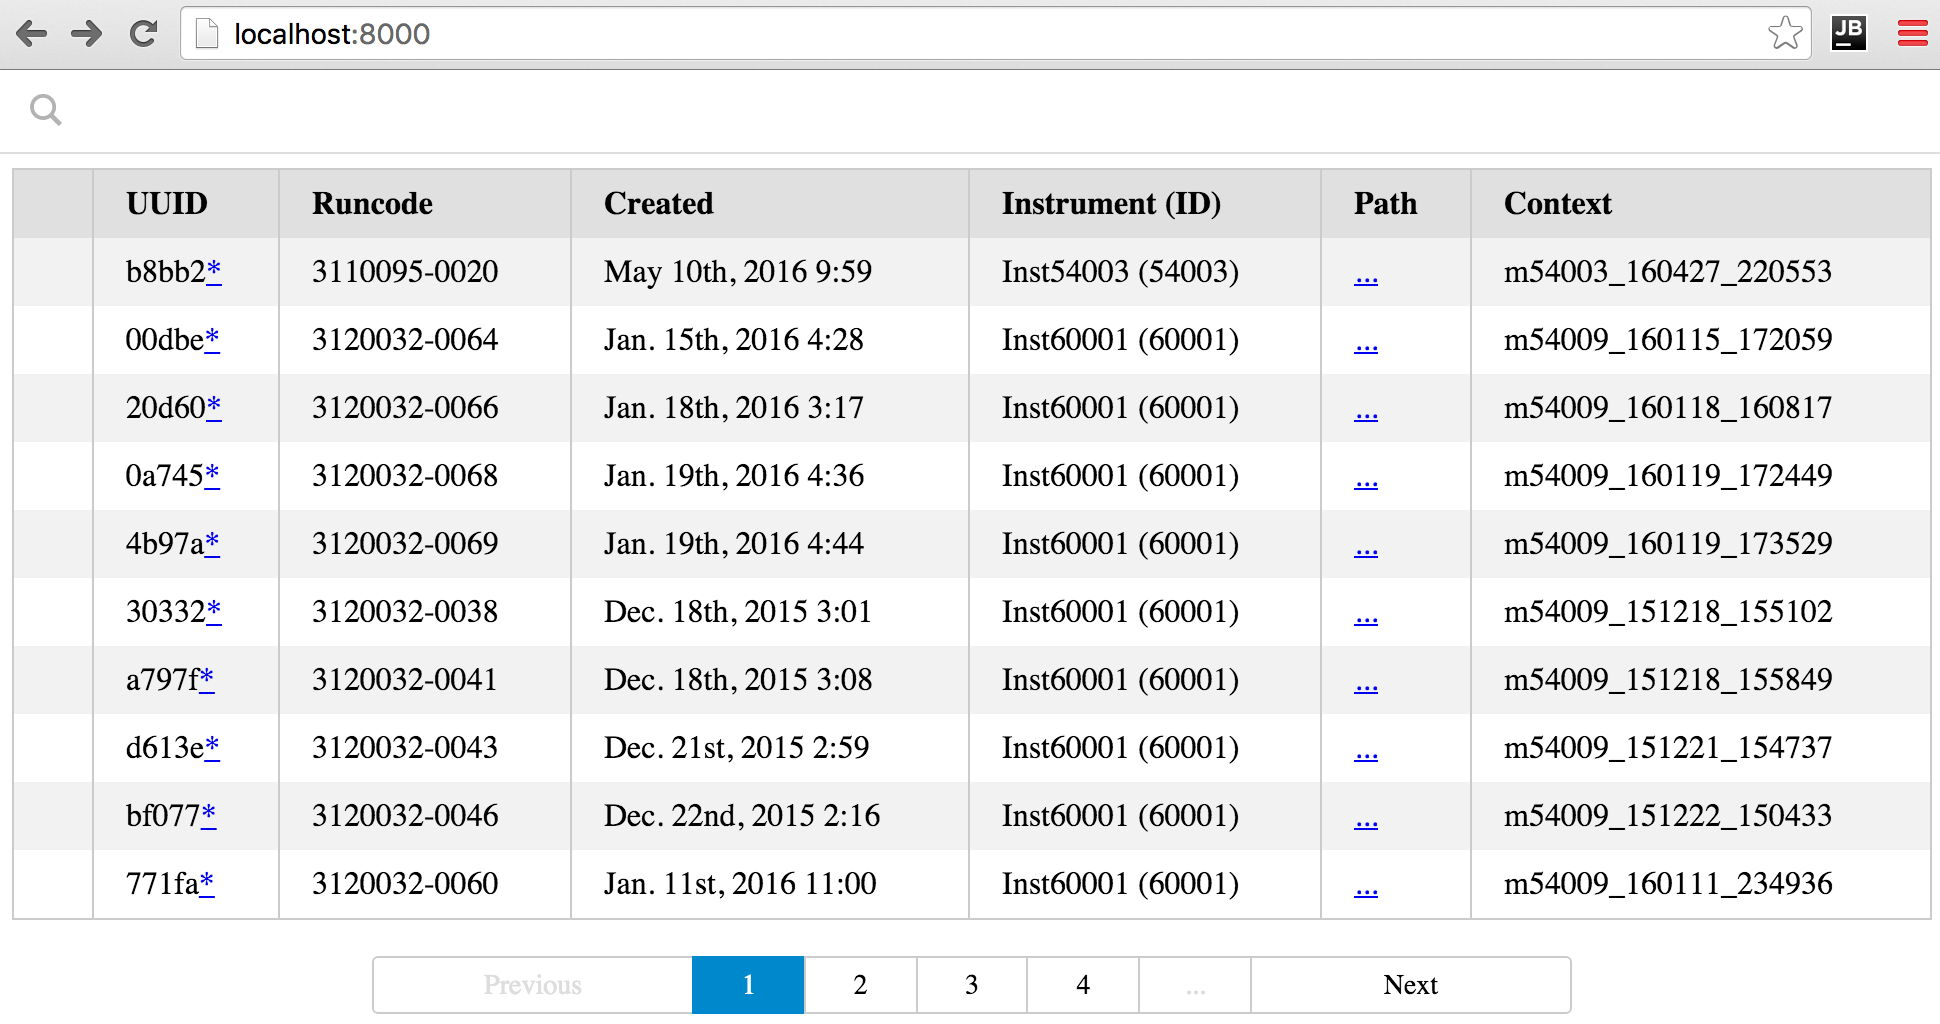 localhost:8000
JB
UUID Runcode Created Instrument (ID) Path Context
b8bb2* 3110095-0020 May 10th, 2016 9:59 Inst54003 (54003) ... m54003_160427_220553
00dbe* 3120032-0064 Jan. 15th, 2016 4:28 Inst60001 (60001) ... m54009_160115_172059
20d60* 3120032-0066 Jan. 18th, 2016 3:17 Inst60001 (60001) ... m54009_160118_160817
0a745* 3120032-0068 Jan. 19th, 2016 4:36 Inst60001 (60001) ... m54009_160119_172449
4b97a* 3120032-0069 Jan. 19th, 2016 4:44 Inst60001 (60001) ... m54009_160119_173529
30332* 3120032-0038 Dec. 18th, 2015 3:01 Inst60001 (60001) ... m54009_151218_155102
a797f* 3120032-0041 Dec. 18th, 2015 3:08 Inst60001 (60001) ... m54009_151218_155849
d613e* 3120032-0043 Dec. 21st, 2015 2:59 Inst60001 (60001) ... m54009_151221_154737
bf077* 3120032-0046 Dec. 22nd, 2015 2:16 Inst60001 (60001) ... m54009_151222_150433
771fa* 3120032-0060 Jan. 11st, 2016 11:00 Inst60001 (60001) ... m54009_160111_234936
Previous 1 2 3 4 ... Next